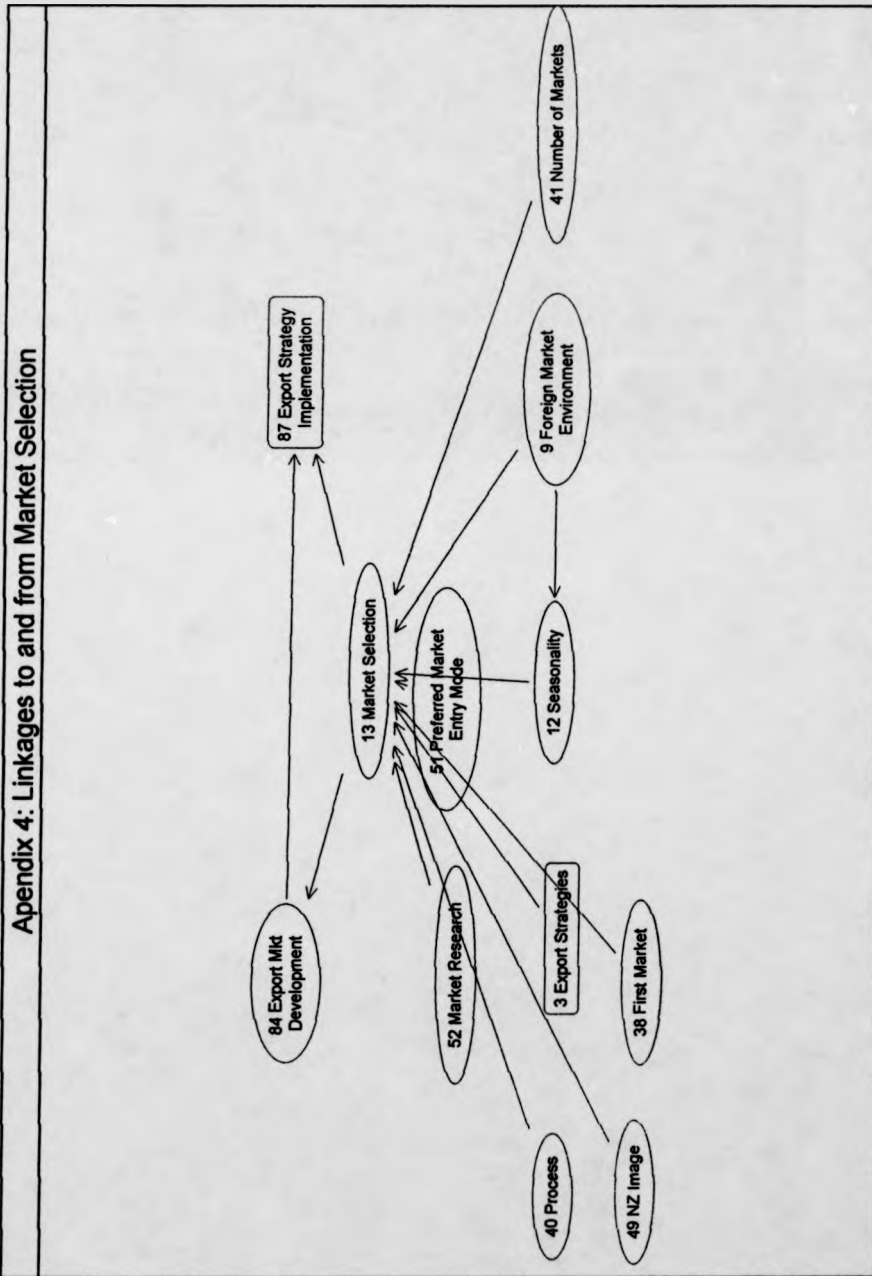 Apendix 4: Linkages to and from Market Selection
84 Export Mkt
Development
87 Export Strategy
Implementation
13 Market Selection
52 Market Research
51 Preferred Market
Entry Mode
40 Process
3 Export Strategies
12 Seasonality
9 Foreign Market
Environment
41 Number of Markets
49 NZ Image
38 First Market